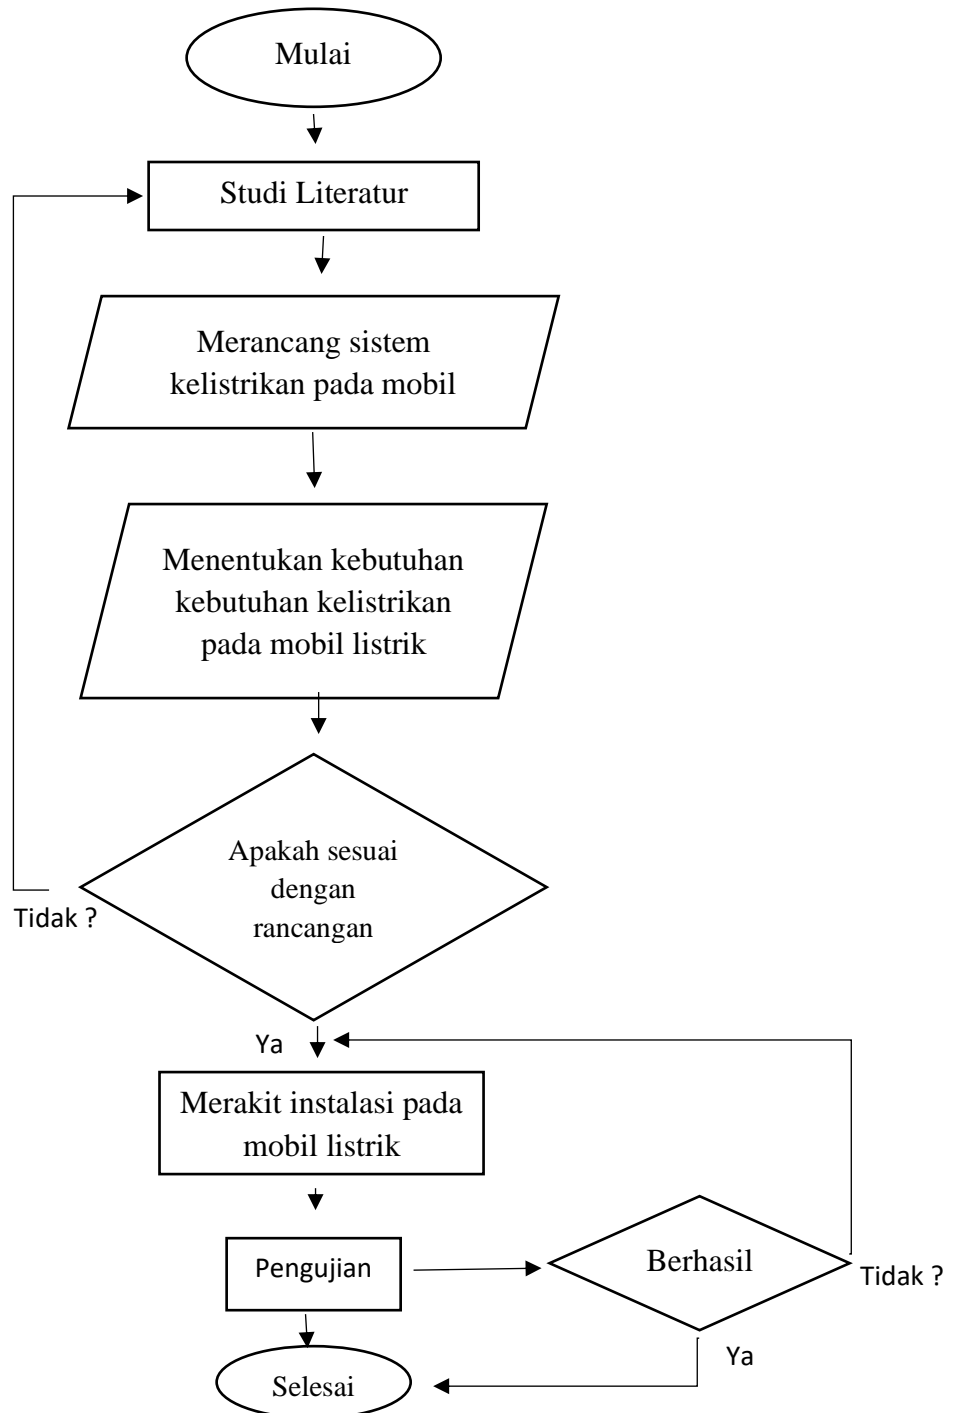 Mulai
Studi Literatur
Merancang sistem
kelistrikan pada mobil
Menentukan kebutuhan
kebutuhan kelistrikan
pada mobil listrik
Apakah sesuai
dengan
rancangan
Tidak ?
Ya
Merakit instalasi pada
mobil listrik
Pengujian
Berhasil
Tidak ?
Ya
Selesai